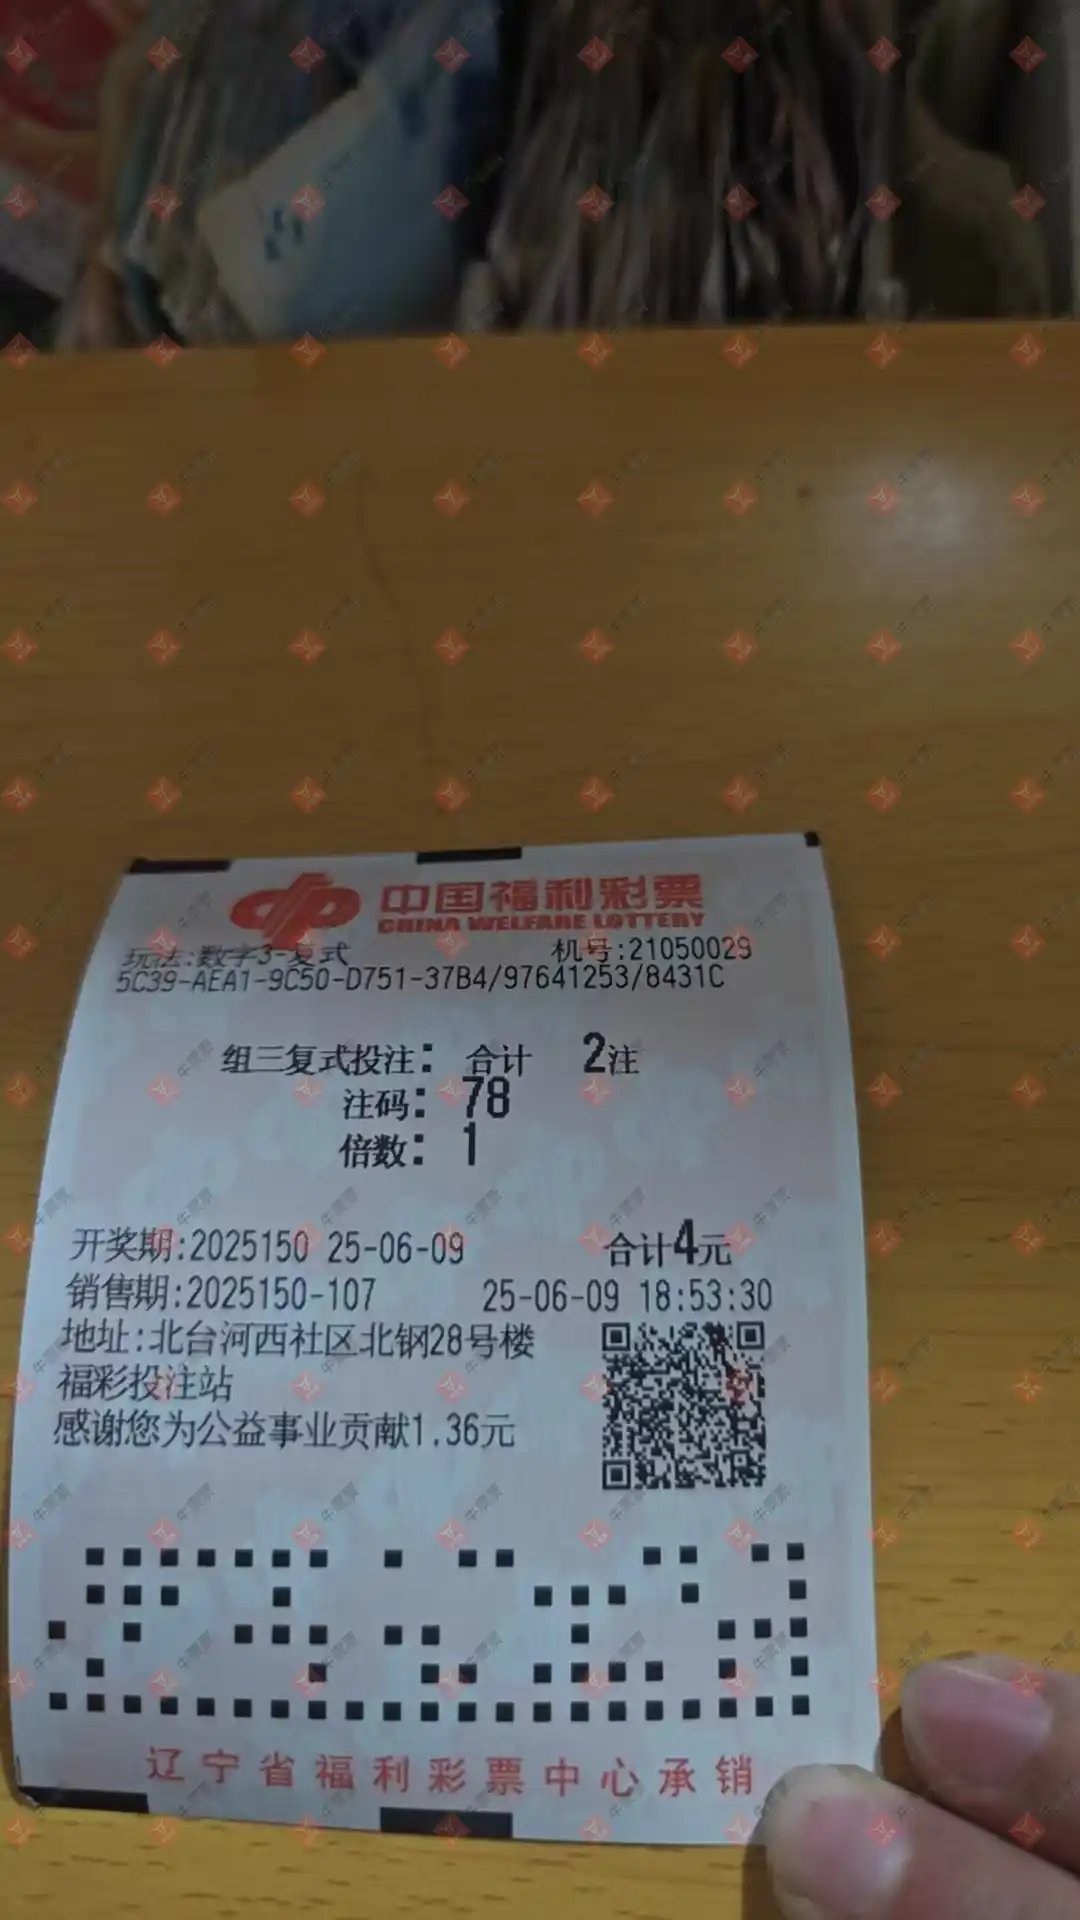 中国福利彩票
CHINA WELFARE LOTTERY
玩法:数字3-复式 机号:21050029
5C39-AEA1-9C50-D751-37B4/97641253/8431C
组三复式投注: 合计 2注
注码: 78
倍数: 1
开奖期:2025150 25-06-09 合计4元
销售期:2025150-107 25-06-09 18:53:30
地址:北台河西社区北钢28号楼
福彩投注站
感谢您为公益事业贡献1.36元
辽宁省福利彩票中心承销